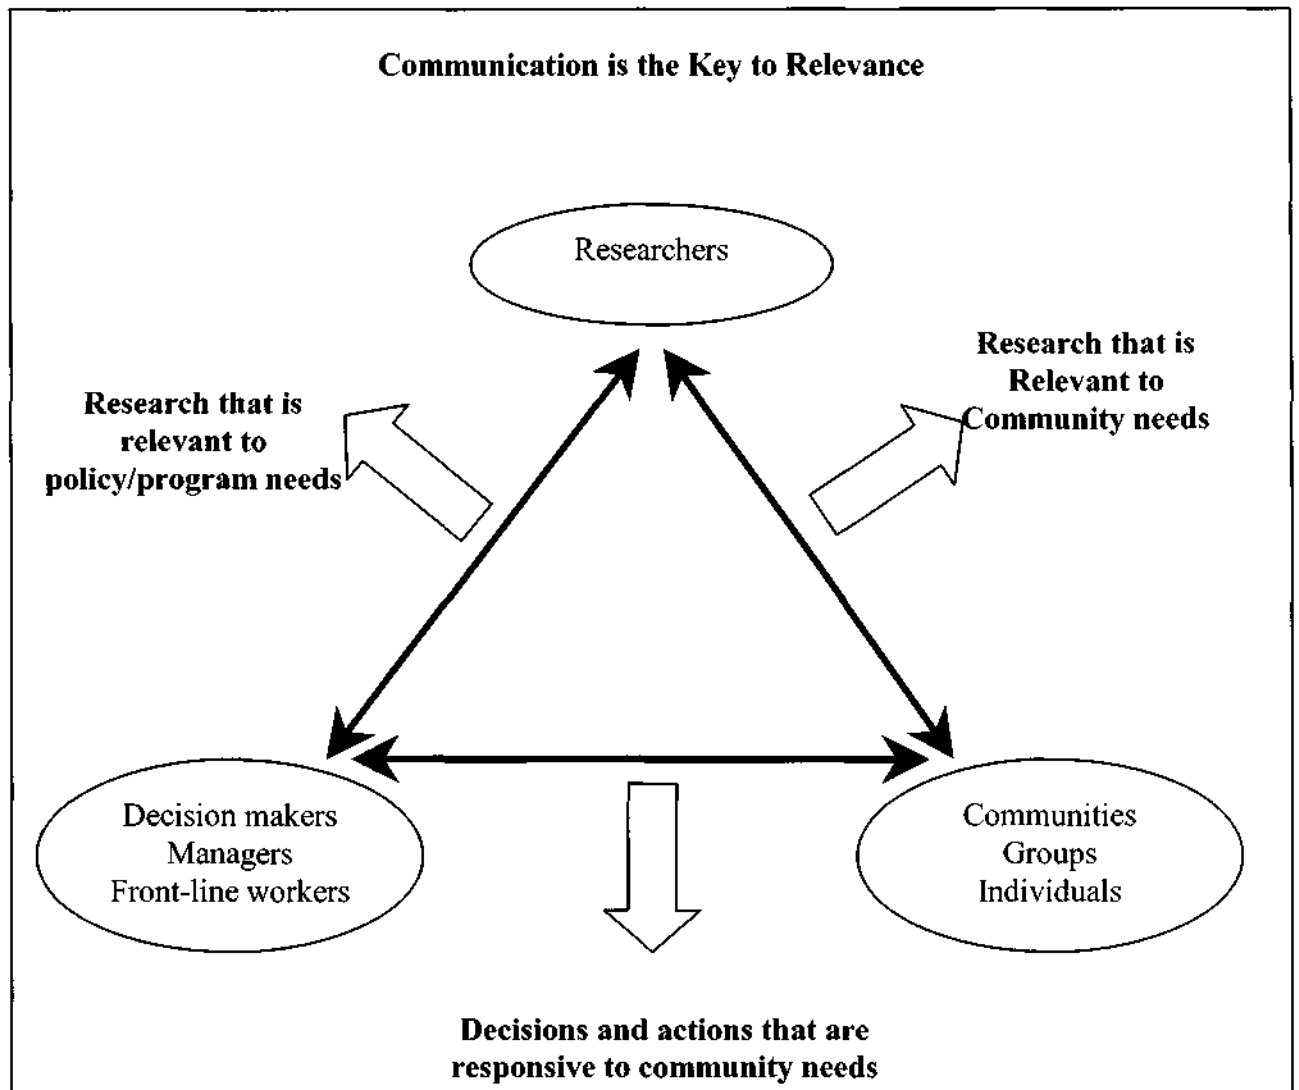 Communication is the Key to Relevance
Researchers
Research that is
Relevant to
Community needs
Research that is
relevant to
policy/program needs
Decision makers
Managers
Front-line workers
Communities
Groups
Individuals
Decisions and actions that are
responsive to community needs